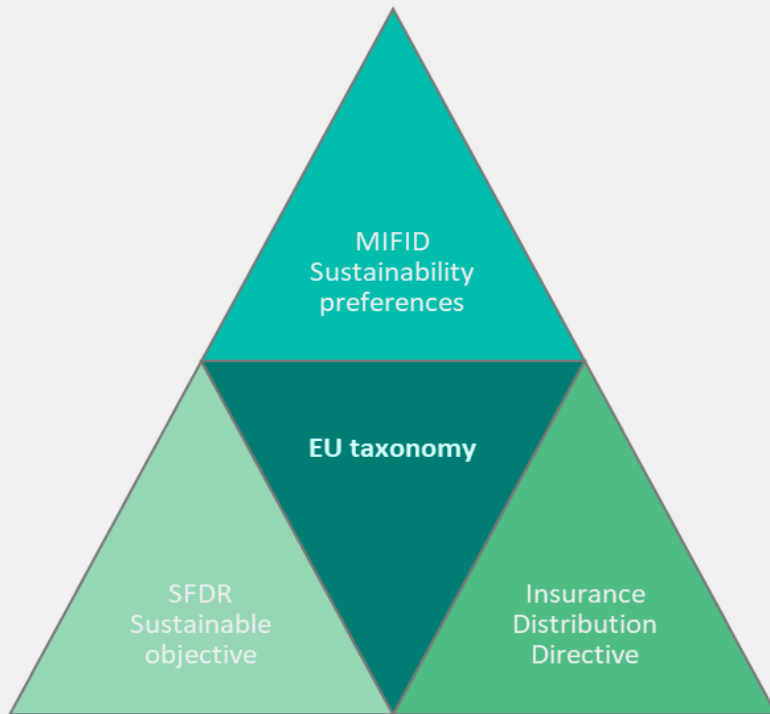 MIFID
Sustainability
preferences
EU taxonomy
SFDR
Sustainable
objective
Insurance
Distribution
Directive